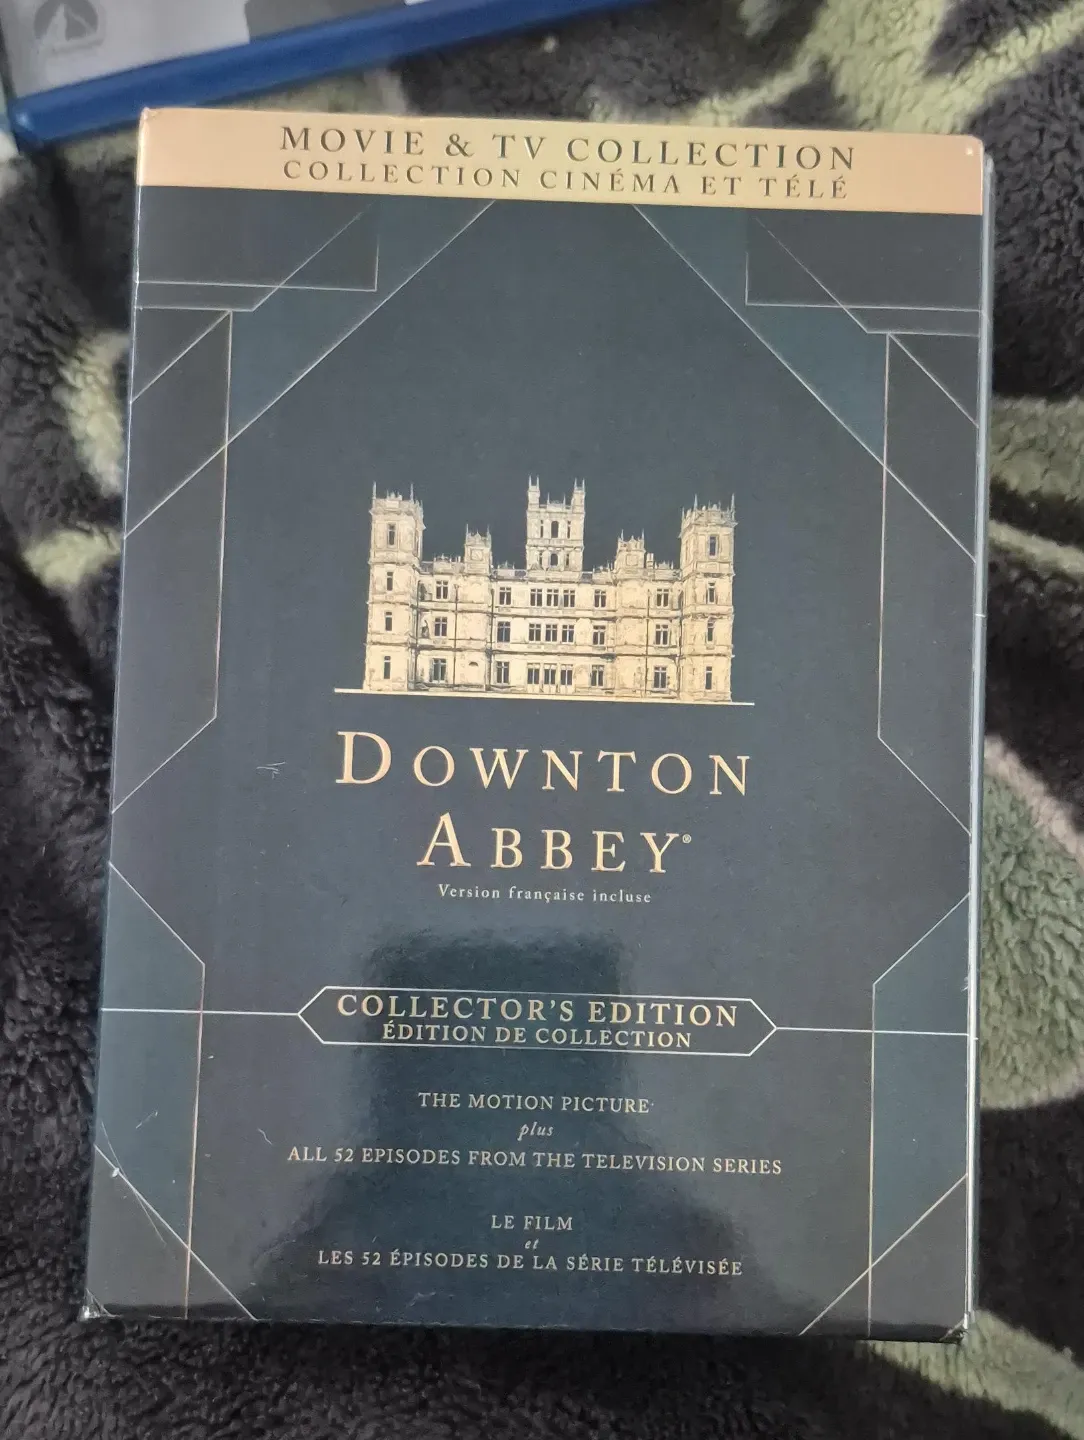 MOVIE & TV COLLECTION
COLLECTION CINÉMA ET TÉLÉ
DOWNTON
ABBEY®
Version française incluse
COLLECTOR'S EDITION
ÉDITION DE COLLECTION
THE MOTION PICTURE
plus
ALL 52 EPISODES FROM THE TELEVISION SERIES
LE FILM
et
LES 52 ÉPISODES DE LA SÉRIE TÉLÉVISÉE